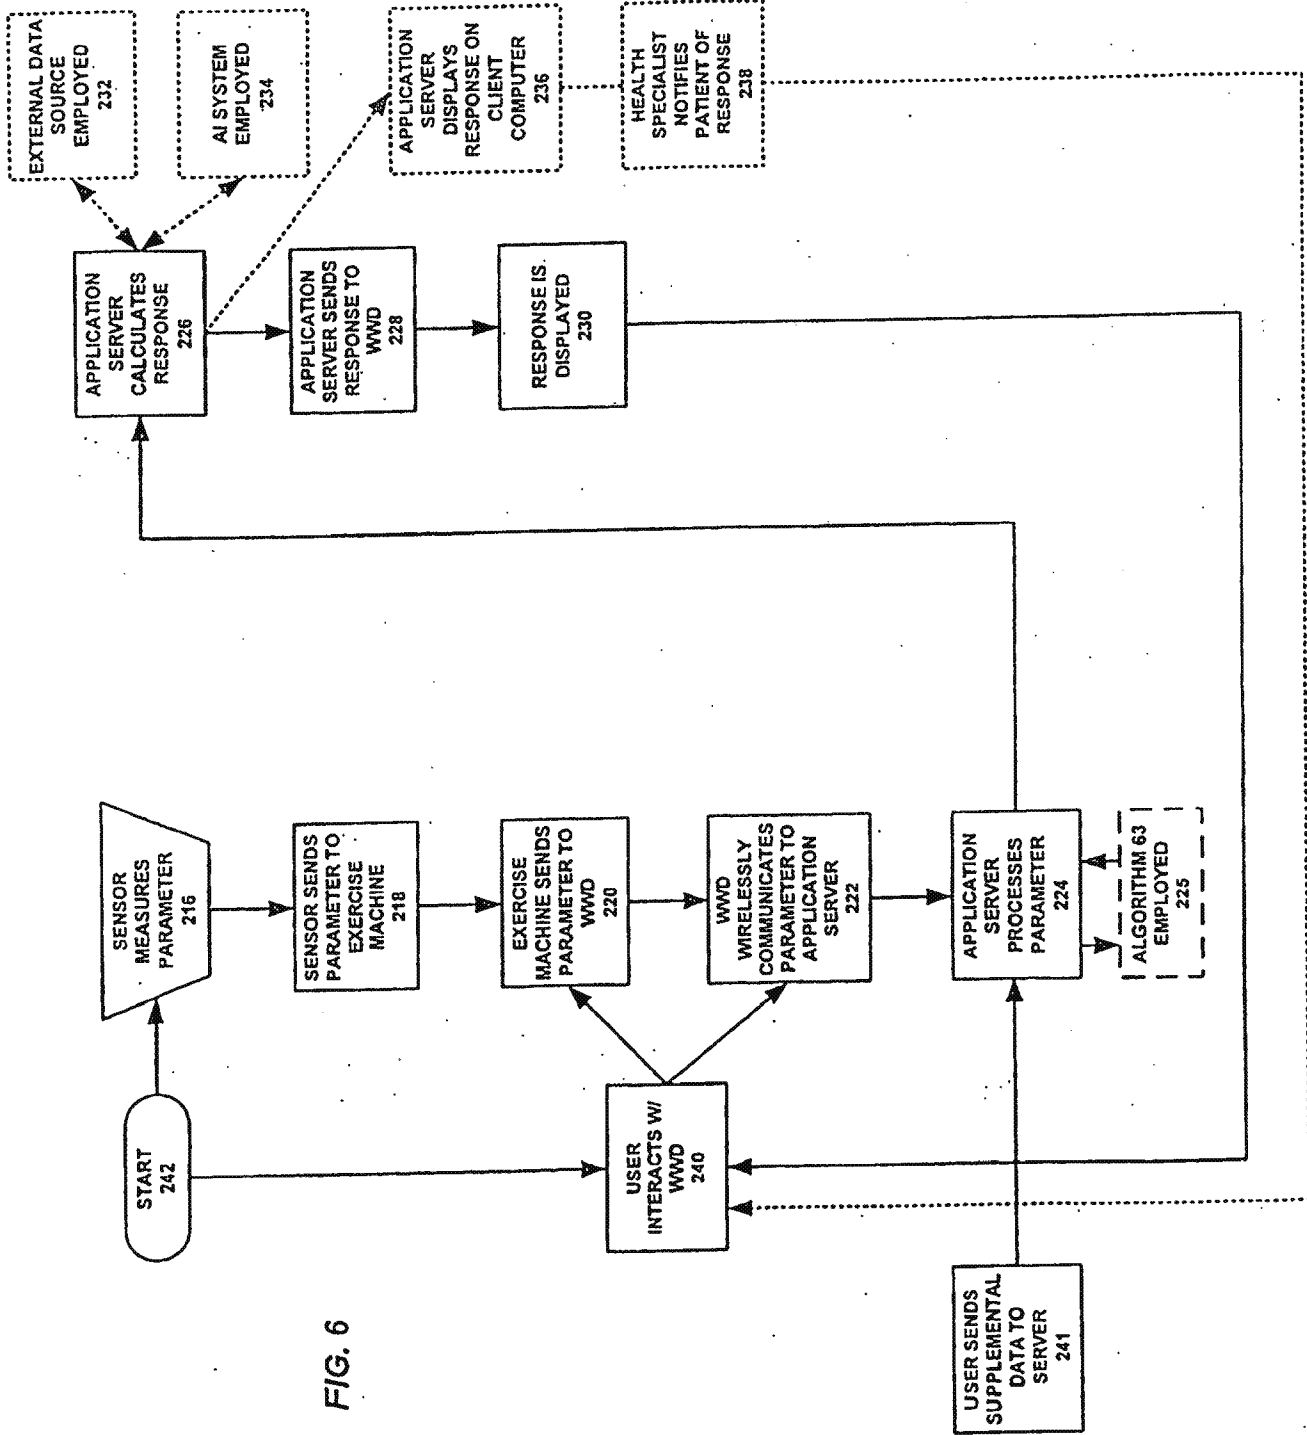 START
242
SENSOR
MEASURES
PARAMETER
216
SENSOR SENDS
PARAMETER TO
EXERCISE
MACHINE
218
EXERCISE
MACHINE SENDS
PARAMETER TO
WWD
220
WWD
WIRELESSLY
COMMUNICATES
PARAMETER TO
APPLICATION
SERVER
222
APPLICATION
SERVER
PROCESSES
PARAMETER
224
ALGORITHM 63
EMPLOYED
225
USER
INTERACTS W/
WWD
240
USER SENDS
SUPPLEMENTAL
DATA TO
SERVER
241
APPLICATION
SERVER
CALCULATES
RESPONSE
226
APPLICATION
SERVER SENDS
RESPONSE TO
WWD
228
RESPONSE IS
DISPLAYED
230
EXTERNAL DATA
SOURCE
EMPLOYED
232
AI SYSTEM
EMPLOYED
234
APPLICATION
SERVER
DISPLAYS
RESPONSE ON
CLIENT
COMPUTER
236
HEALTH
SPECIALIST
NOTIFIES
PATIENT OF
RESPONSE
238
FIG. 6